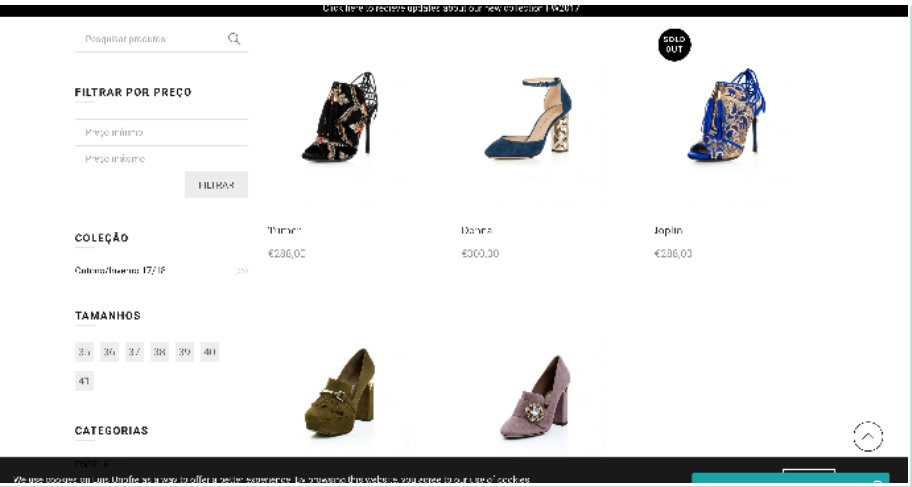 Click here to recieve updates about our new collection FW2017
Pesquisar produtos
SOLD
OUT
FILTRAR POR PREÇO
Preço mínimo
Preço máximo
FILTRAR
COLEÇÃO
Outono/Inverno 17/18
TAMANHOS
35 36 37 38 39 40
41
CATEGORIAS
Turner
€288,00
Donna
€300,00
Joplin
€288,00
We use cookies on Luis Onofre as a way to offer a better experience. By browsing this website, you agree to our use of cookies